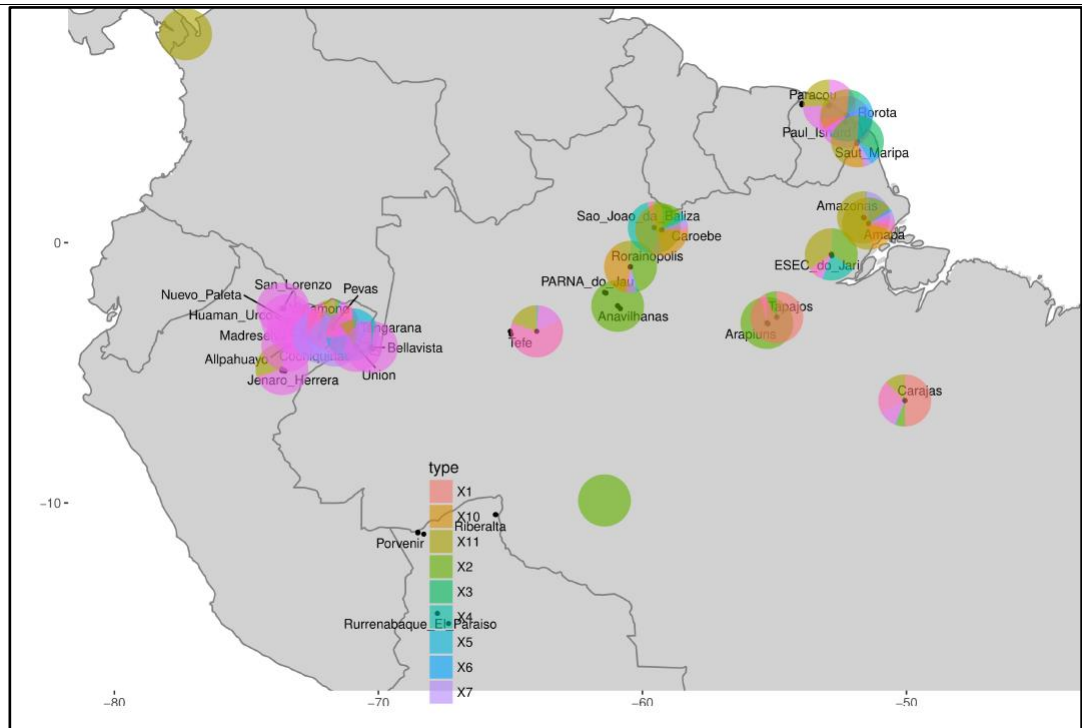 Paracou
Rorota
Paul_Isnard
Saut_Maripa
Amazonas
Sao_Joao_da_Baliza
Amapa
Caroebe
0
Rorainopolis
ESEC_do_Jari
PARNA_do_Jau
San_Lorenzo
Pevas
Nuevo_Paleta
Anavilhanas
Tapajos
Huaman_Urco
Arapiuns
Tefe
Bellavista
Allpahuayo
Union
Jenaro_Herrera
Carajas
type
X1
-10
X10
Riberalta
X11
Porvenir
X2
X3
X4
Rurrenabaque_El_Paraiso
X5
X6
X7
-80
-70
-60
-50